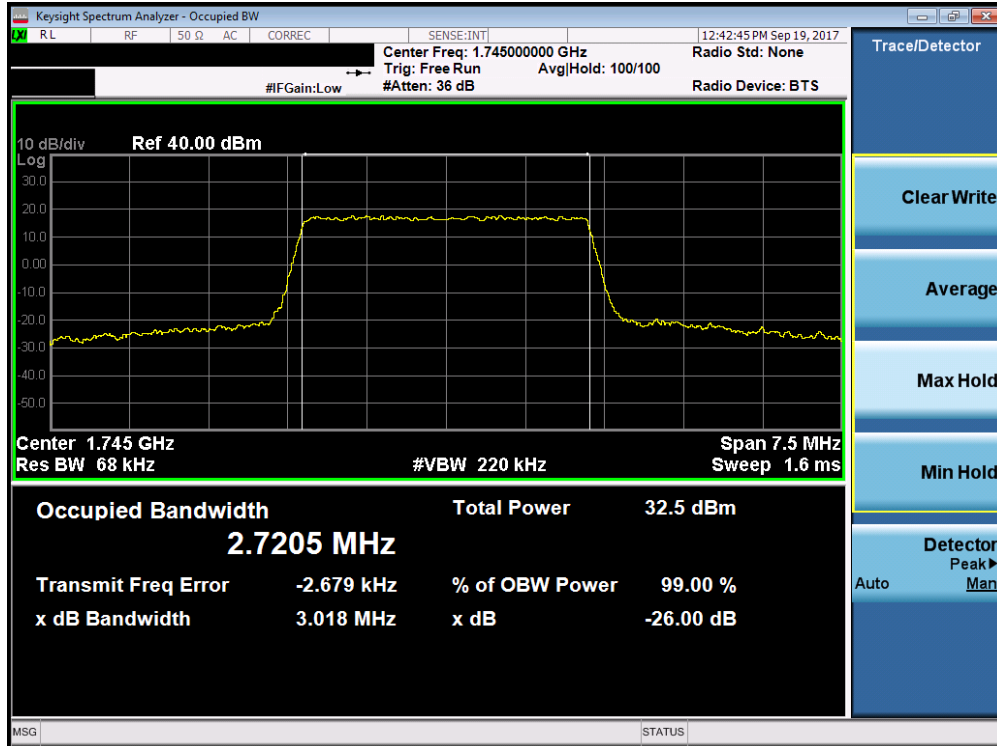 Keysight Spectrum Analyzer - Occupied BW
LXI RL RF 50 Ω AC CORREC SENSE:INT 12:42:45 PM Sep 19, 2017
Center Freq: 1.745000000 GHz Radio Std: None
Trig: Free Run Avg|Hold: 100/100
#IFGain:Low #Atten: 36 dB Radio Device: BTS
Trace/Detector
10 dB/div Ref 40.00 dBm
Log
30.0
20.0
10.0
0.00
-10.0
-20.0
-30.0
-40.0
-50.0
Center 1.745 GHz Span 7.5 MHz
Res BW 68 kHz #VBW 220 kHz Sweep 1.6 ms
Occupied Bandwidth Total Power 32.5 dBm
2.7205 MHz
Transmit Freq Error -2.679 kHz % of OBW Power 99.00 %
x dB Bandwidth 3.018 MHz x dB -26.00 dB
Clear Write
Average
Max Hold
Min Hold
Detector
Peak▶
Auto Man
MSG STATUS